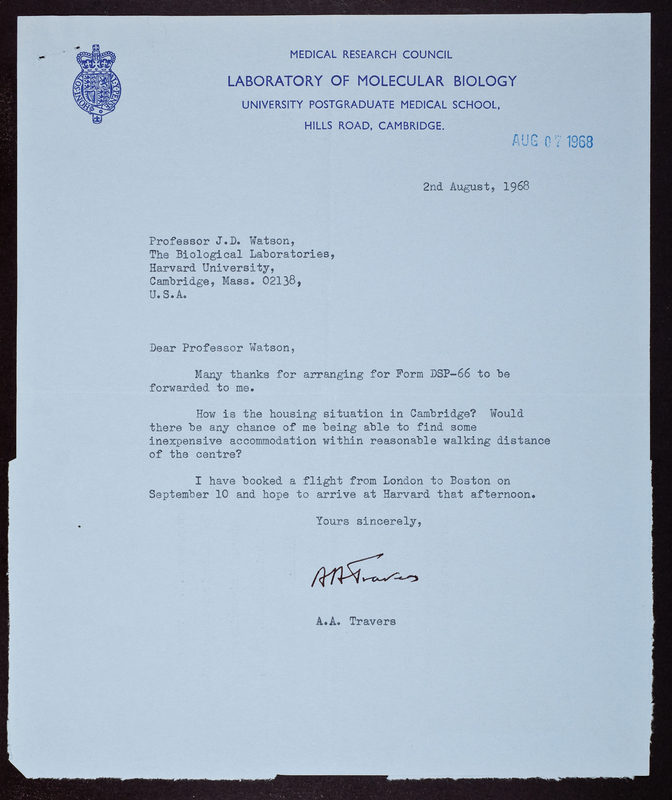 MEDICAL RESEARCH COUNCIL
LABORATORY OF MOLECULAR BIOLOGY
UNIVERSITY POSTGRADUATE MEDICAL SCHOOL,
HILLS ROAD, CAMBRIDGE.
AUG 07 1968
2nd August, 1968
Professor J.D. Watson,
The Biological Laboratories,
Harvard University,
Cambridge, Mass. 02138,
U.S.A.
Dear Professor Watson,
Many thanks for arranging for Form DSP-66 to be
forwarded to me.
How is the housing situation in Cambridge? Would
there be any chance of me being able to find some
inexpensive accommodation within reasonable walking distance
of the centre?
I have booked a flight from London to Boston on
September 10 and hope to arrive at Harvard that afternoon.
Yours sincerely,
AATravers
A.A. Travers